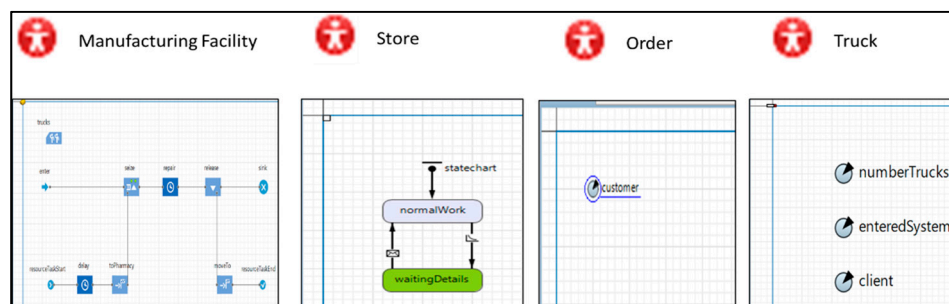 Manufacturing Facility
Store
Order
Truck
trucks
enter
seize
repair
release
sink
resourceTaskStart
delay
toPharmacy
moveTo
resourceTaskEnd
statechart
normalWork
waitingDetails
customer
numberTrucks
enteredSystem
client